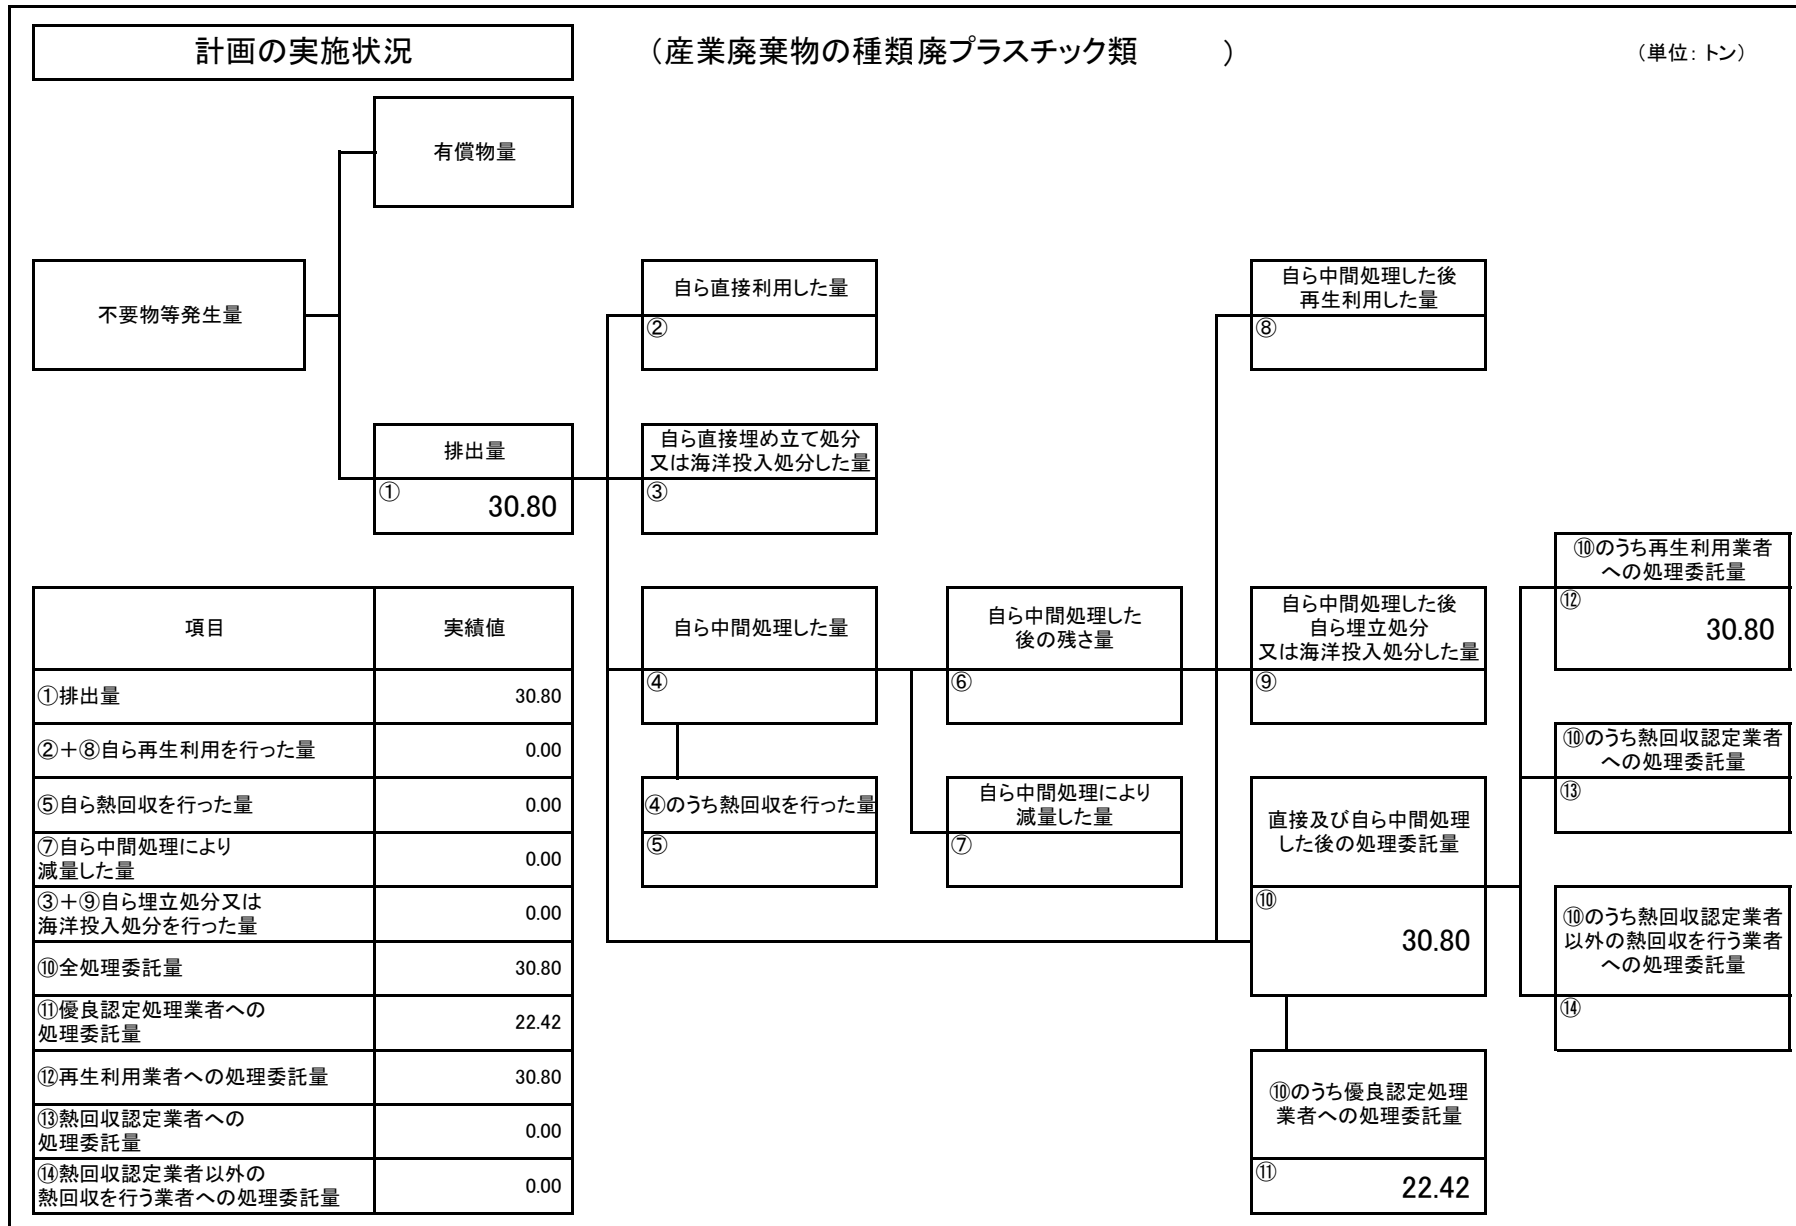 計画の実施状況
（産業廃棄物の種類 廃プラスチック類　　　）
（単位：トン）
有償物量
不要物等発生量
自ら直接利用した量
②
自ら中間処理した後
再生利用した量
⑧
排出量
① 30.80
自ら直接埋め立て処分
又は海洋投入処分した量
③
⑩のうち再生利用業者
への処理委託量
⑫ 30.80
自ら中間処理した量
④
自ら中間処理した
後の残さ量
⑥
自ら中間処理した後
自ら埋立処分
又は海洋投入処分した量
⑨
⑩のうち熱回収認定業者
への処理委託量
⑬
④のうち熱回収を行った量
⑤
自ら中間処理により
減量した量
⑦
直接及び自ら中間処理
した後の処理委託量
⑩ 30.80
⑩のうち熱回収認定業者
以外の熱回収を行う業者
への処理委託量
⑭
⑩のうち優良認定処理
業者への処理委託量
⑪ 22.42
項目 実績値
①排出量 30.80
②＋⑧自ら再生利用を行った量 0.00
⑤自ら熱回収を行った量 0.00
⑦自ら中間処理により
減量した量 0.00
③＋⑨自ら埋立処分又は
海洋投入処分を行った量 0.00
⑩全処理委託量 30.80
⑪優良認定処理業者への
処理委託量 22.42
⑫再生利用業者への処理委託量 30.80
⑬熱回収認定業者への
処理委託量 0.00
⑭熱回収認定業者以外の
熱回収を行う業者への処理委託量 0.00